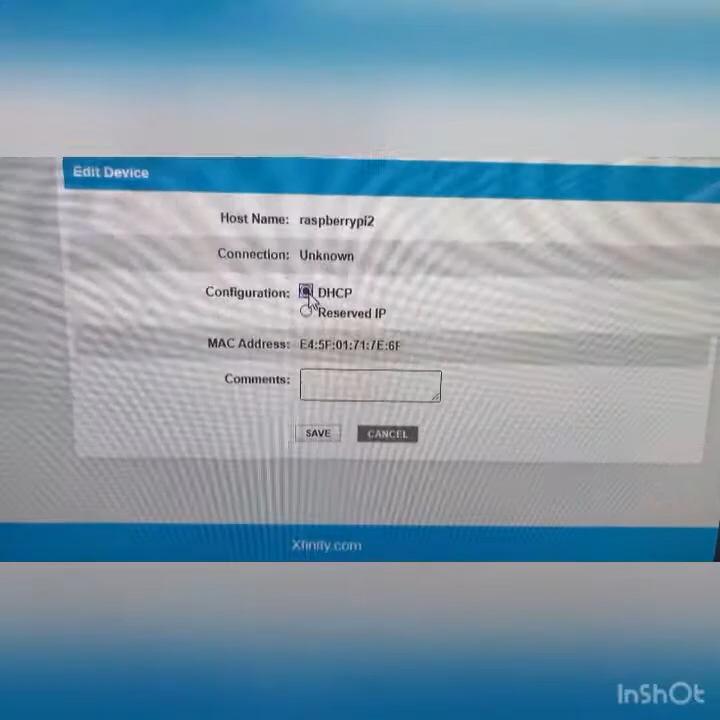 Edit Device
Host Name: raspberrypi2
Connection: Unknown
Configuration: DHCP
Reserved IP
MAC Address: E4:5F:01:71:7E:6F
Comments:
SAVE CANCEL
Xfinity.com
InShOt